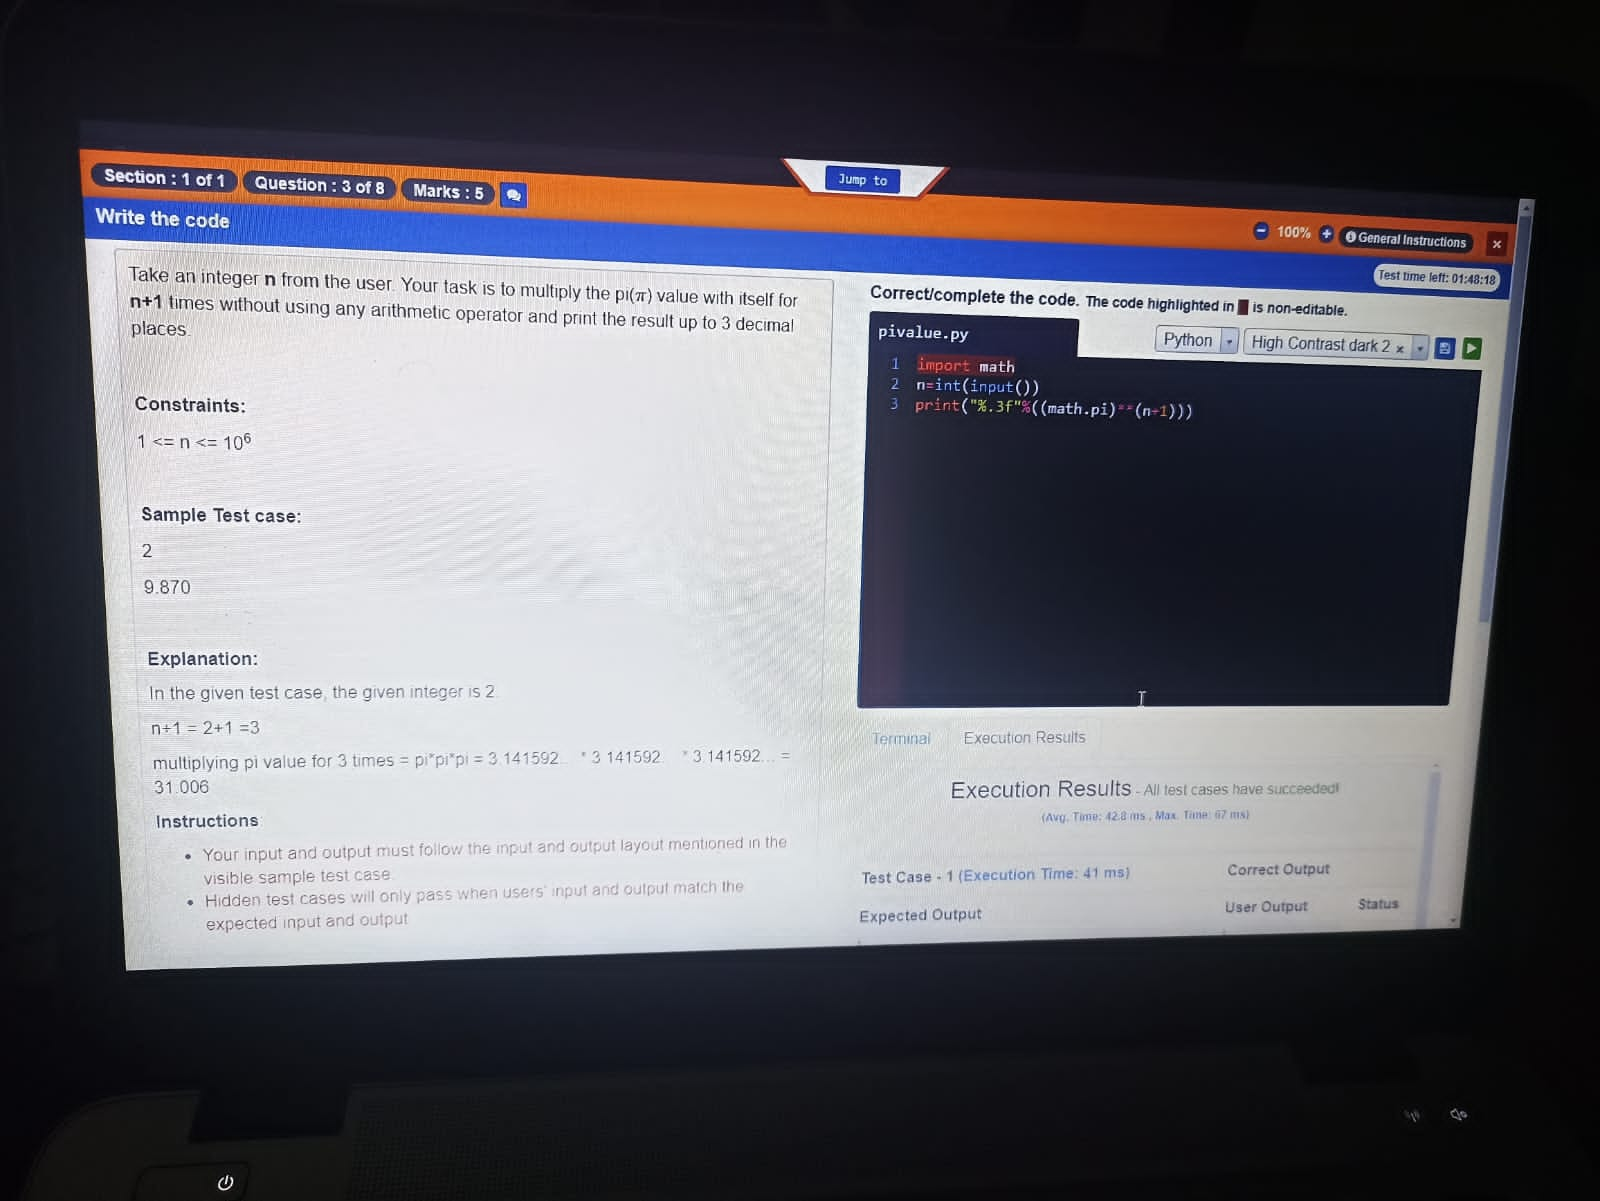 Section : 1 of 1
Question : 3 of 8
Marks : 5
Jump to
100%
General Instructions
Write the code
Test time left: 01:48:18
Take an integer n from the user. Your task is to multiply the pi(π) value with itself for
n+1 times without using any arithmetic operator and print the result up to 3 decimal
places.
Constraints:
1 <= n <= 10⁶
Sample Test case:
2
9.870
Explanation:
In the given test case, the given integer is 2.
n+1 = 2+1 =3
multiplying pi value for 3 times = pi*pi*pi = 3.141592... * 3.141592... * 3.141592... =
31.006
Instructions
• Your input and output must follow the input and output layout mentioned in the
visible sample test case.
• Hidden test cases will only pass when users' input and output match the
expected input and output
Correct/complete the code. The code highlighted in is non-editable.
pivalue.py
Python
High Contrast dark 2 x
1 import math
2 n=int(input())
3 print("%.3f"%((math.pi)**(n+1)))
Terminal
Execution Results
Execution Results - All test cases have succeeded!
(Avg. Time: 42.8 ms , Max. Time: 67 ms)
Test Case - 1 (Execution Time: 41 ms)
Correct Output
Expected Output
User Output
Status